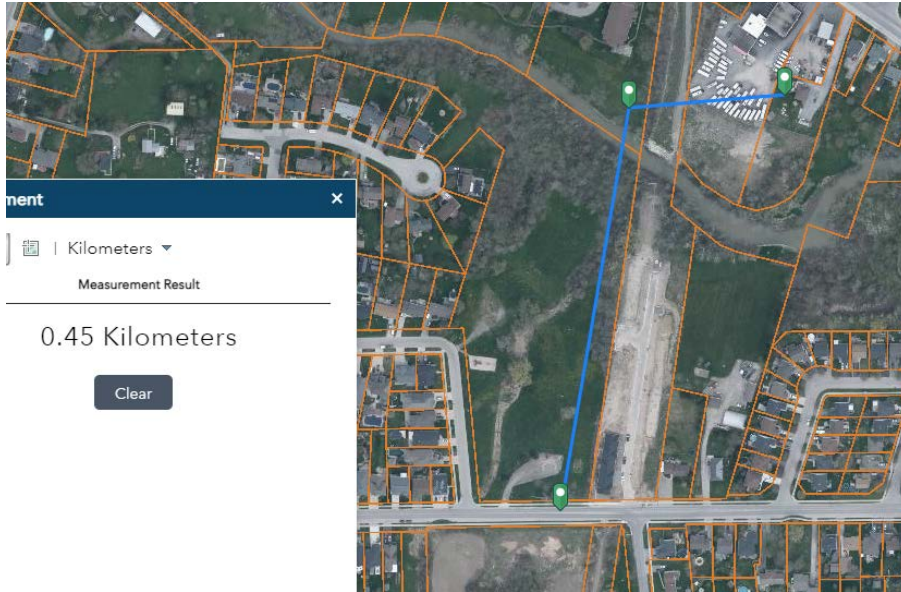 ment ×
| Kilometers
Measurement Result
0.45 Kilometers
Clear